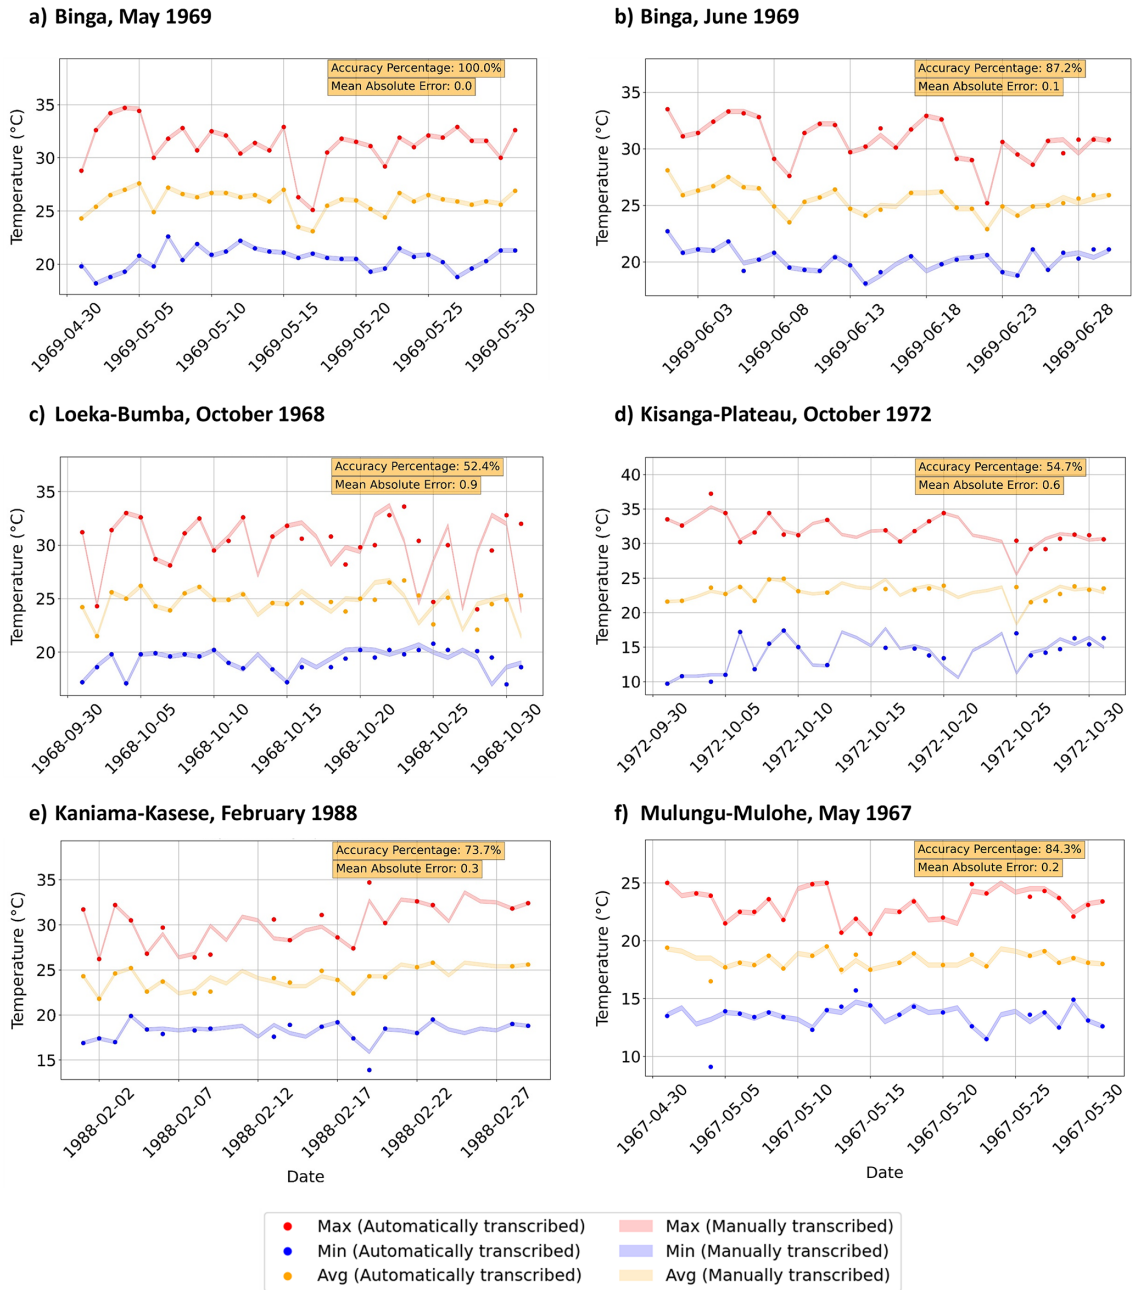 a) Binga, May 1969
Accuracy Percentage: 100.0%
Mean Absolute Error: 0.0
Temperature (°C)
35
30
25
20
1969-04-30
1969-05-05
1969-05-10
1969-05-15
1969-05-20
1969-05-25
1969-05-30
b) Binga, June 1969
Accuracy Percentage: 87.2%
Mean Absolute Error: 0.1
Temperature (°C)
35
30
25
20
1969-06-03
1969-06-08
1969-06-13
1969-06-18
1969-06-23
1969-06-28
c) Loeka-Bumba, October 1968
Accuracy Percentage: 52.4%
Mean Absolute Error: 0.9
Temperature (°C)
35
30
25
20
1968-09-30
1968-10-05
1968-10-10
1968-10-15
1968-10-20
1968-10-25
1968-10-30
d) Kisanga-Plateau, October 1972
Accuracy Percentage: 54.7%
Mean Absolute Error: 0.6
Temperature (°C)
40
35
30
25
20
15
10
1972-09-30
1972-10-05
1972-10-10
1972-10-15
1972-10-20
1972-10-25
1972-10-30
e) Kaniama-Kasese, February 1988
Accuracy Percentage: 73.7%
Mean Absolute Error: 0.3
Temperature (°C)
35
30
25
20
15
1988-02-02
1988-02-07
1988-02-12
1988-02-17
1988-02-22
1988-02-27
Date
f) Mulungu-Mulohe, May 1967
Accuracy Percentage: 84.3%
Mean Absolute Error: 0.2
Temperature (°C)
25
20
15
10
1967-04-30
1967-05-05
1967-05-10
1967-05-15
1967-05-20
1967-05-25
1967-05-30
Date
Max (Automatically transcribed)
Min (Automatically transcribed)
Avg (Automatically transcribed)
Max (Manually transcribed)
Min (Manually transcribed)
Avg (Manually transcribed)